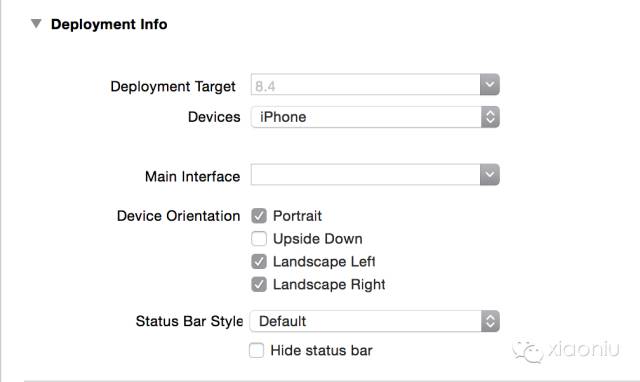 Deployment Info
Deployment Target 8.4
Devices iPhone
Main Interface
Device Orientation Portrait
Upside Down
Landscape Left
Landscape Right
Status Bar Style Default
Hide status bar
xiaoniu